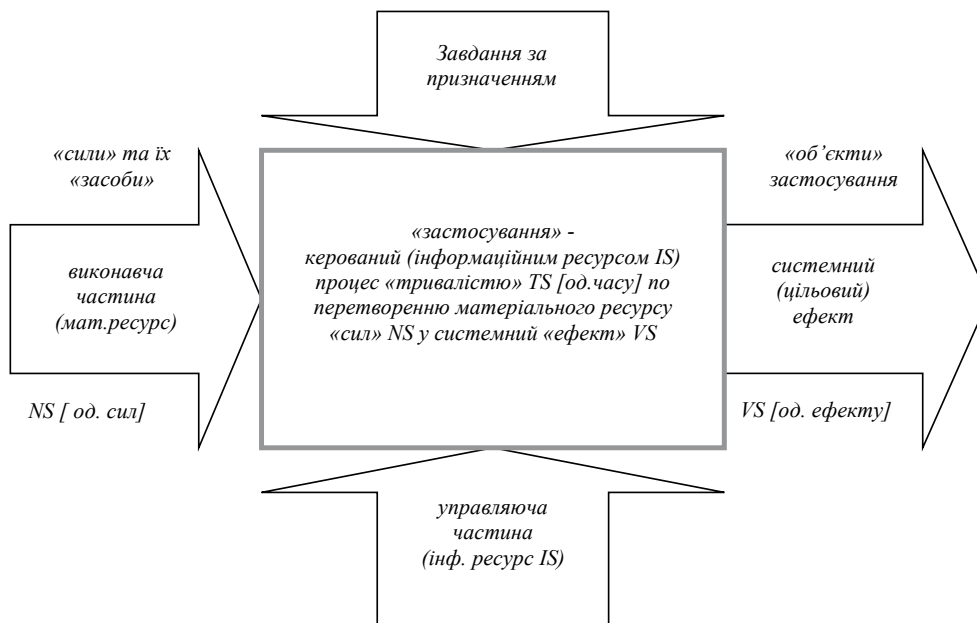 Завдання за
призначенням
«сили» та їх
«засоби»
виконавча
частина
(мат.ресурс)
NS [ од. сил]
«застосування» -
керований (інформаційним ресурсом IS)
процес «тривалістю» TS [од.часу] по
перетворенню матеріального ресурсу
«сил» NS у системний «ефект» VS
«об’єкти»
застосування
системний
(цільовий)
ефект
VS [од. ефекту]
управляюча
частина
(інф. ресурс IS)